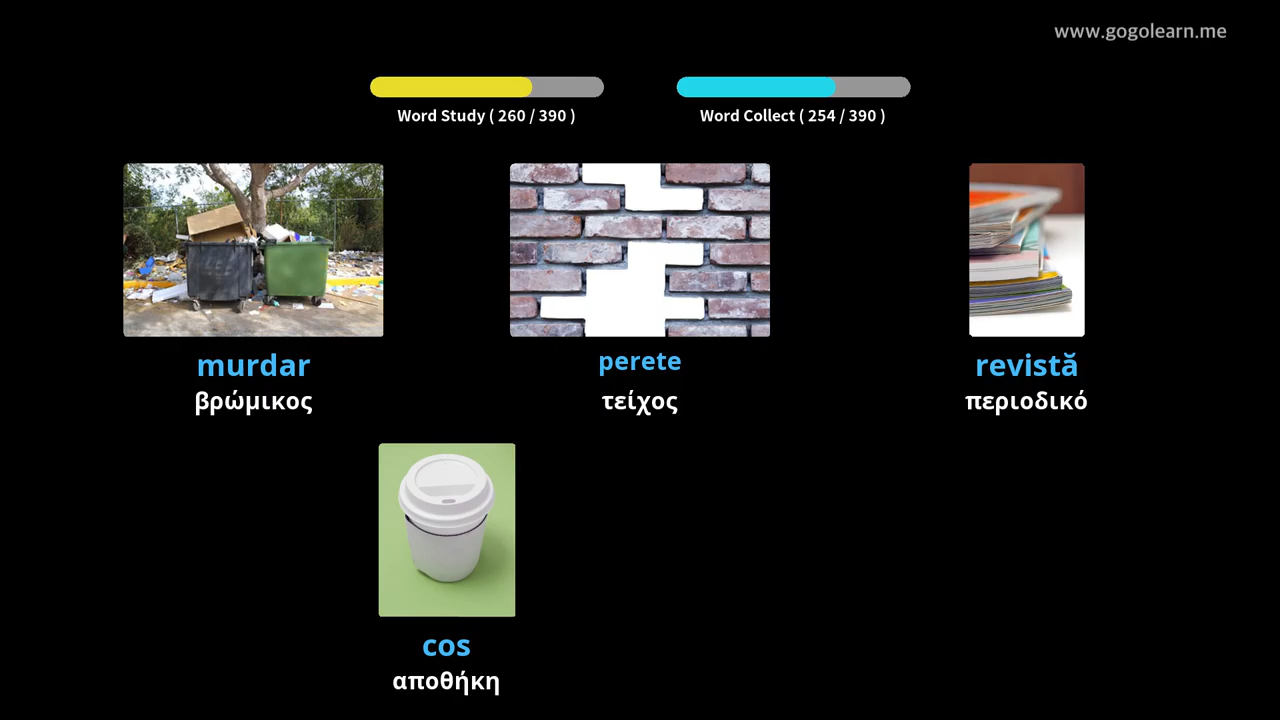 www.gogolearn.me
Word Study ( 260 / 390 )
Word Collect ( 254 / 390 )
murdar
βρώμικος
perete
τείχος
revistă
περιοδικό
cos
αποθήκη